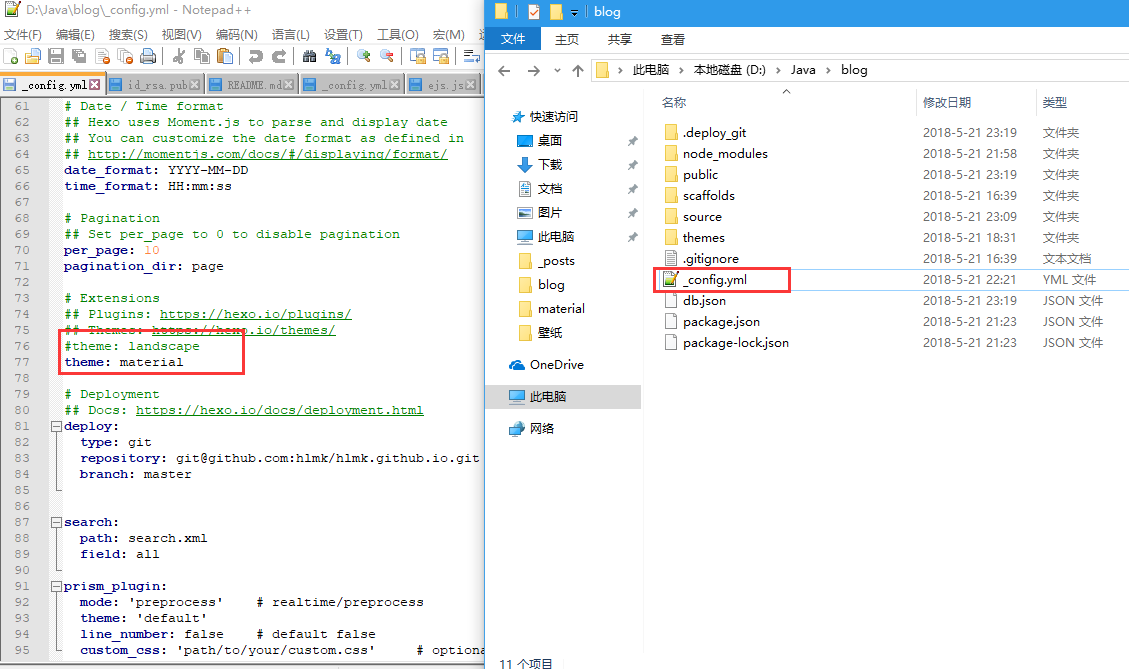 D:\Java\blog\_config.yml - Notepad++
文件(F) 编辑(E) 搜索(S) 视图(V) 编码(N) 语言(L) 设置(T) 工具(O) 宏(M)
_config.yml id_rsa.pub README.md _config.yml ejs.js
61 # Date / Time format
62 ## Hexo uses Moment.js to parse and display date
63 ## You can customize the date format as defined in
64 ## http://momentjs.com/docs/#/displaying/format/
65 date_format: YYYY-MM-DD
66 time_format: HH:mm:ss
67
68 # Pagination
69 ## Set per_page to 0 to disable pagination
70 per_page: 10
71 pagination_dir: page
72
73 # Extensions
74 ## Plugins: https://hexo.io/plugins/
75 ## Themes: https://hexo.io/themes/
76 #theme: landscape
77 theme: material
78
79 # Deployment
80 ## Docs: https://hexo.io/docs/deployment.html
81 deploy:
82 type: git
83 repository: git@github.com:hlmk/hlmk.github.io.git
84 branch: master
85
86
87 search:
88 path: search.xml
89 field: all
90
91 prism_plugin:
92 mode: 'preprocess' # realtime/preprocess
93 theme: 'default'
94 line_number: false # default false
95 custom_css: 'path/to/your/custom.css' # optiona
blog
文件 主页 共享 查看
此电脑 本地磁盘 (D:) Java blog
快速访问
桌面
下载
文档
图片
此电脑
_posts
blog
material
壁纸
OneDrive
此电脑
网络
名称 修改日期 类型
.deploy_git 2018-5-21 23:19 文件夹
node_modules 2018-5-21 21:58 文件夹
public 2018-5-21 23:19 文件夹
scaffolds 2018-5-21 16:39 文件夹
source 2018-5-21 23:09 文件夹
themes 2018-5-21 18:31 文件夹
.gitignore 2018-5-21 16:39 文本文档
_config.yml 2018-5-21 22:21 YML 文件
db.json 2018-5-21 23:19 JSON 文件
package.json 2018-5-21 21:23 JSON 文件
package-lock.json 2018-5-21 21:23 JSON 文件
11 个项目